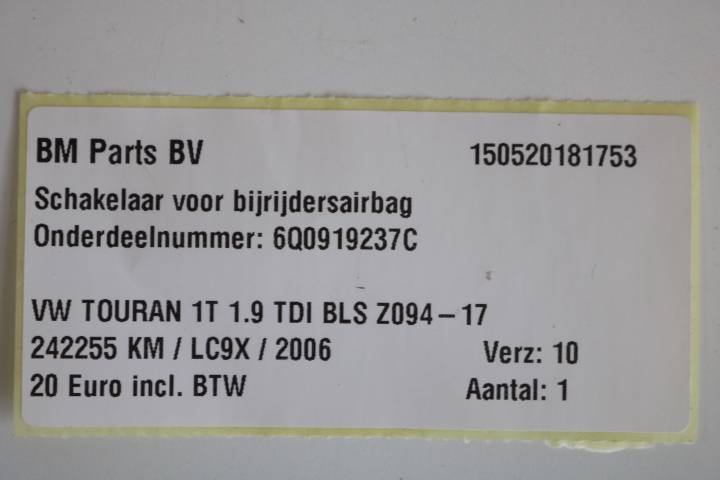 BM Parts BV 150520181753
Schakelaar voor bijrijdersairbag
Onderdeelnummer: 6Q0919237C
VW TOURAN 1T 1.9 TDI BLS Z094-17
242255 KM / LC9X / 2006 Verz: 10
20 Euro incl. BTW Aantal: 1